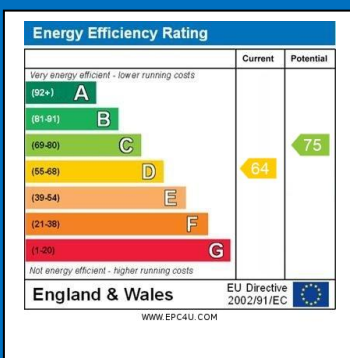 Energy Efficiency Rating
Current Potential
Very energy efficient - lower running costs
(92+) A
(81-91) B
(69-80) C 75
(55-68) D 64
(39-54) E
(21-38) F
(1-20) G
Not energy efficient - higher running costs
England & Wales EU Directive 2002/91/EC
WWW.EPC4U.COM